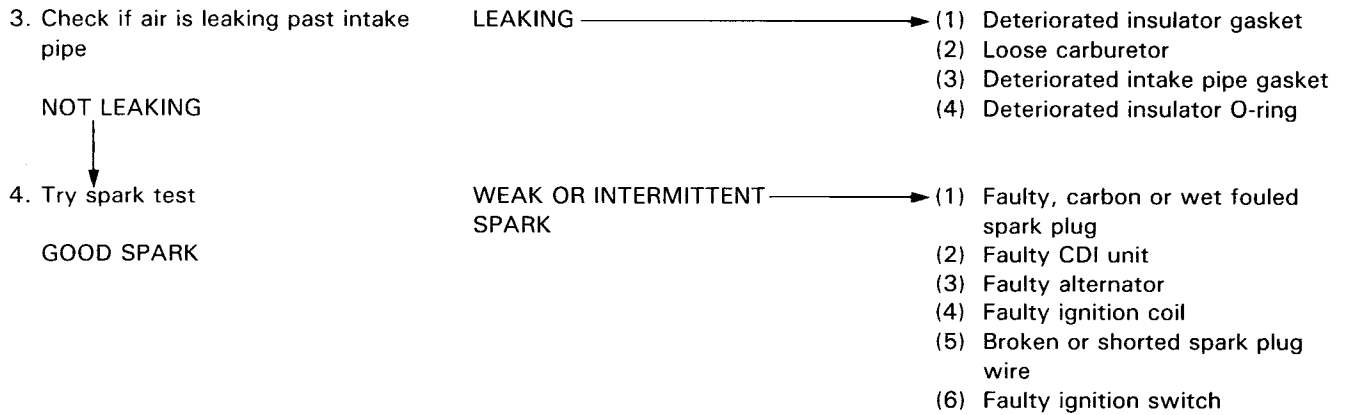 3. Check if air is leaking past intake
pipe
LEAKING
(1) Deteriorated insulator gasket
(2) Loose carburetor
(3) Deteriorated intake pipe gasket
(4) Deteriorated insulator O-ring
NOT LEAKING
4. Try spark test
WEAK OR INTERMITTENT
SPARK
(1) Faulty, carbon or wet fouled
spark plug
(2) Faulty CDI unit
(3) Faulty alternator
(4) Faulty ignition coil
(5) Broken or shorted spark plug
wire
(6) Faulty ignition switch
GOOD SPARK